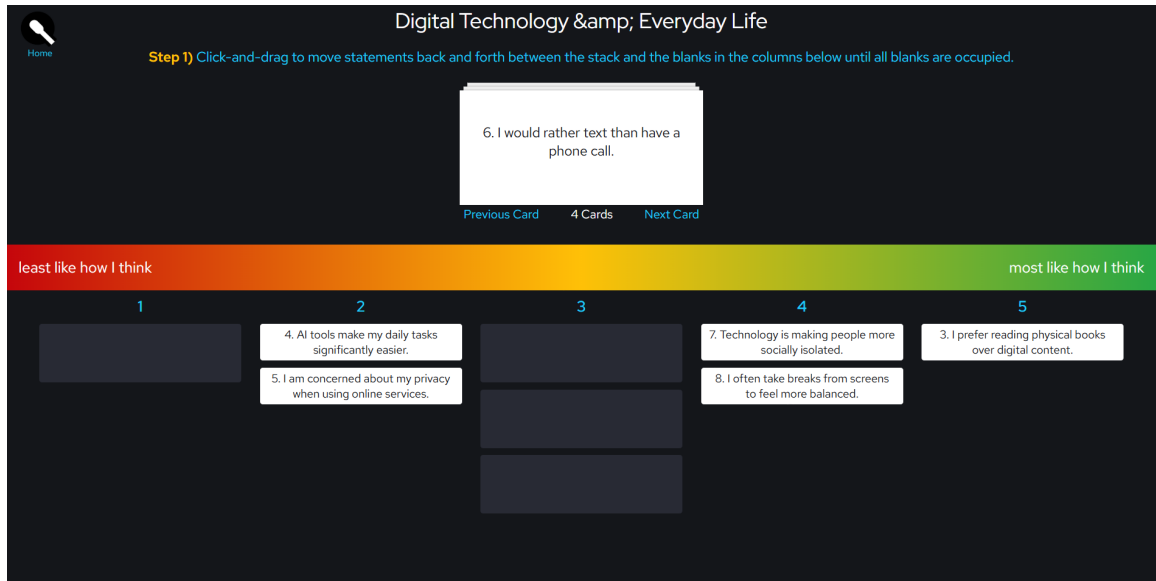 Digital Technology &amp; Everyday Life
Home
Step 1) Click-and-drag to move statements back and forth between the stack and the blanks in the columns below until all blanks are occupied.
6. I would rather text than have a
phone call.
Previous Card 4 Cards Next Card
least like how I think most like how I think
1 2 3 4 5
4. AI tools make my daily tasks
significantly easier.
7. Technology is making people more
socially isolated.
3. I prefer reading physical books
over digital content.
5. I am concerned about my privacy
when using online services.
8. I often take breaks from screens
to feel more balanced.